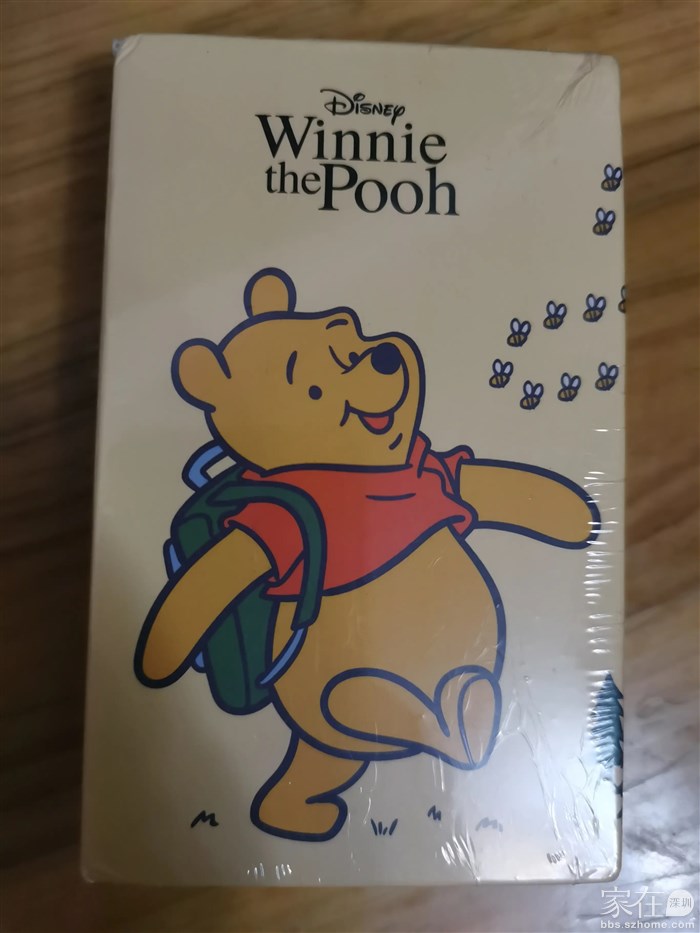 Disney
Winnie
the Pooh
家在深圳
bbs.szhome.com